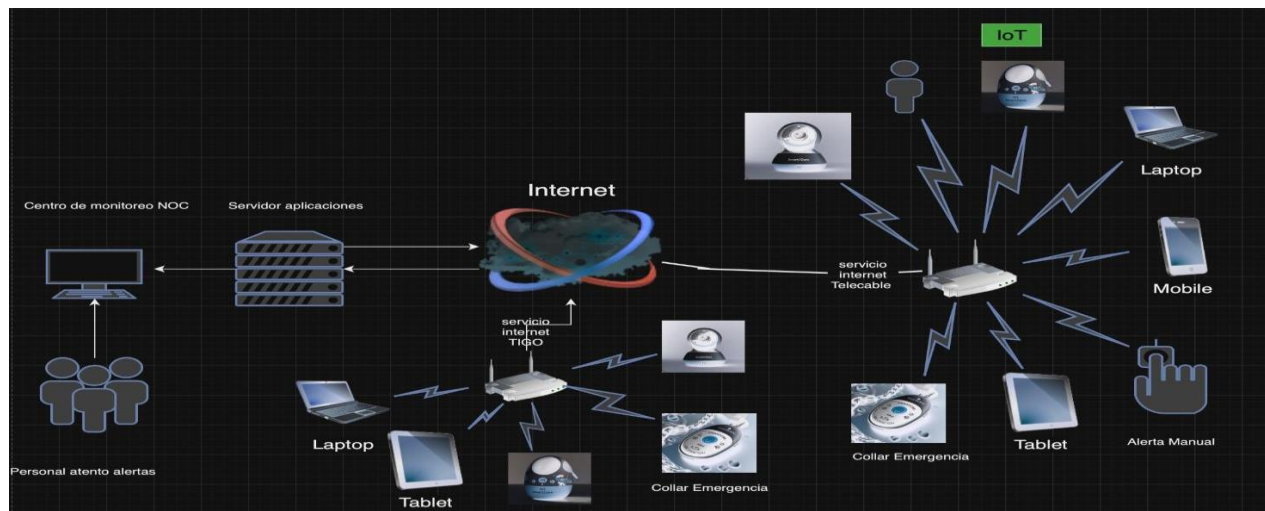 IoT
Laptop
Internet
Centro de monitoreo NOC
Servidor aplicaciones
servicio
internet
Telecable
Mobile
servicio
internet
TIGO
Laptop
Tablet
Collar Emergencia
Collar Emergencia
Tablet
Alerta Manual
Personal atento alertas